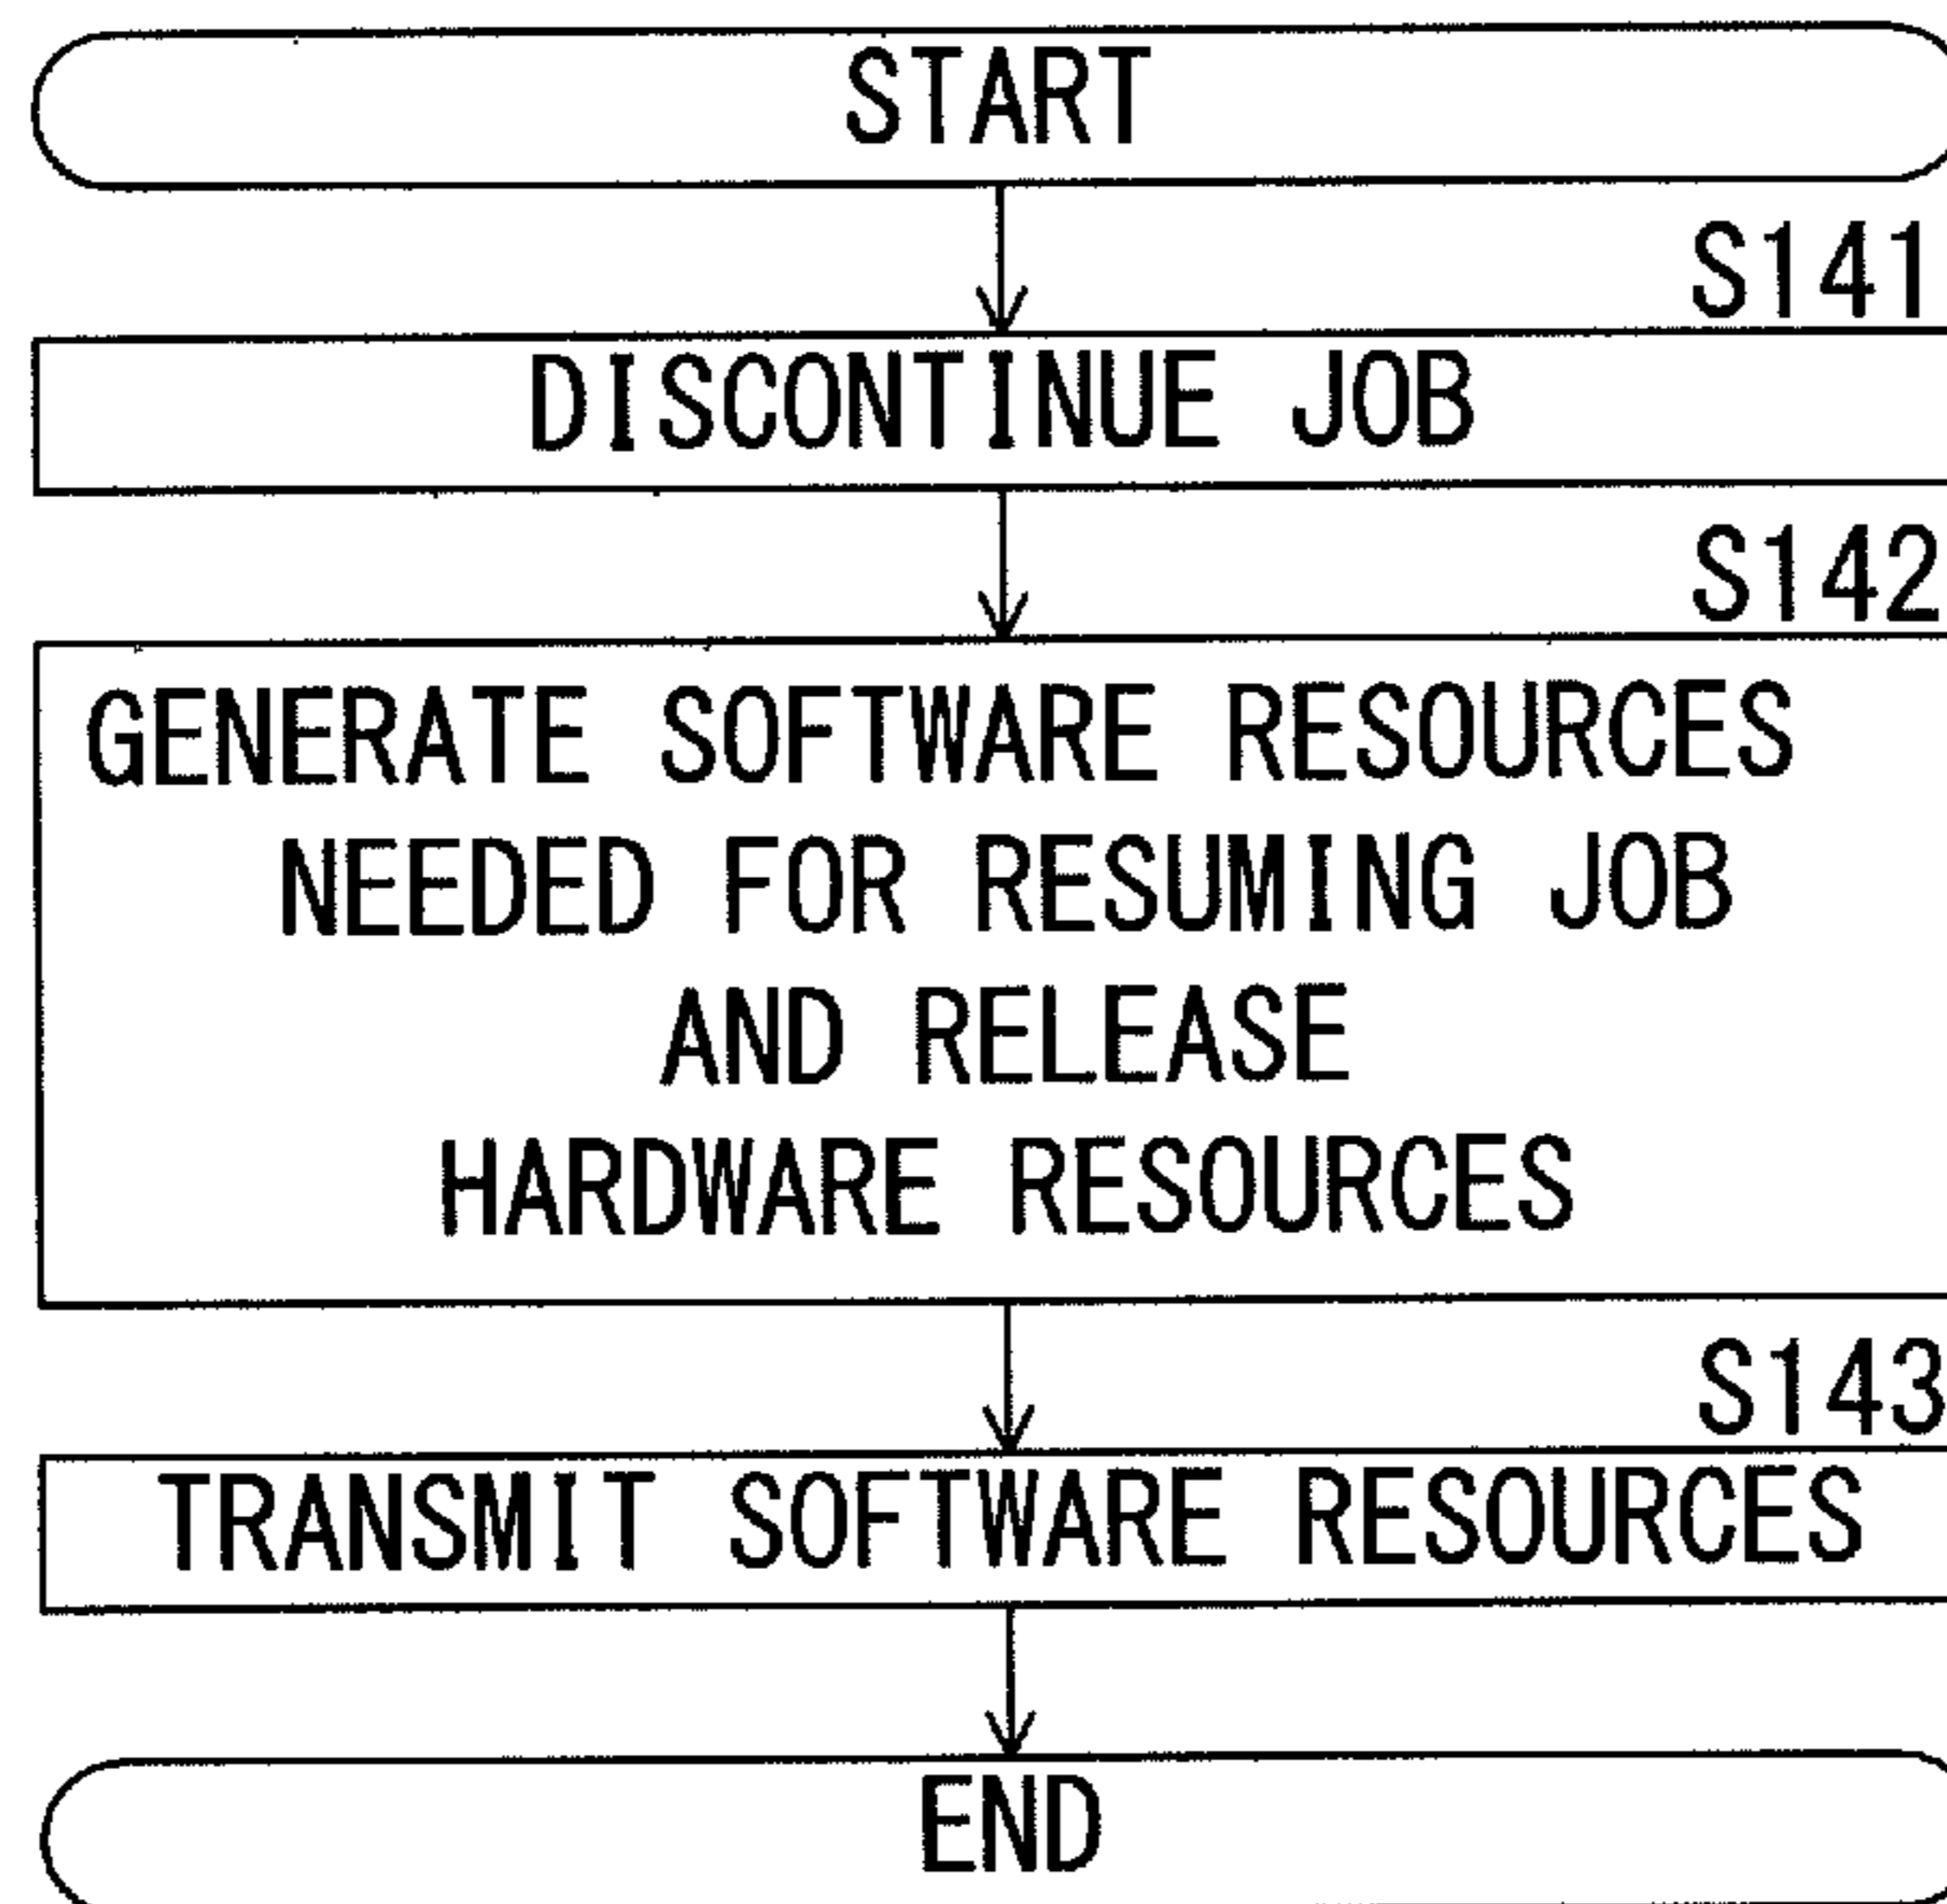 START
S141
DISCONTINUE JOB
S142
GENERATE SOFTWARE RESOURCES
NEEDED FOR RESUMING JOB
AND RELEASE
HARDWARE RESOURCES
S143
TRANSMIT SOFTWARE RESOURCES
END